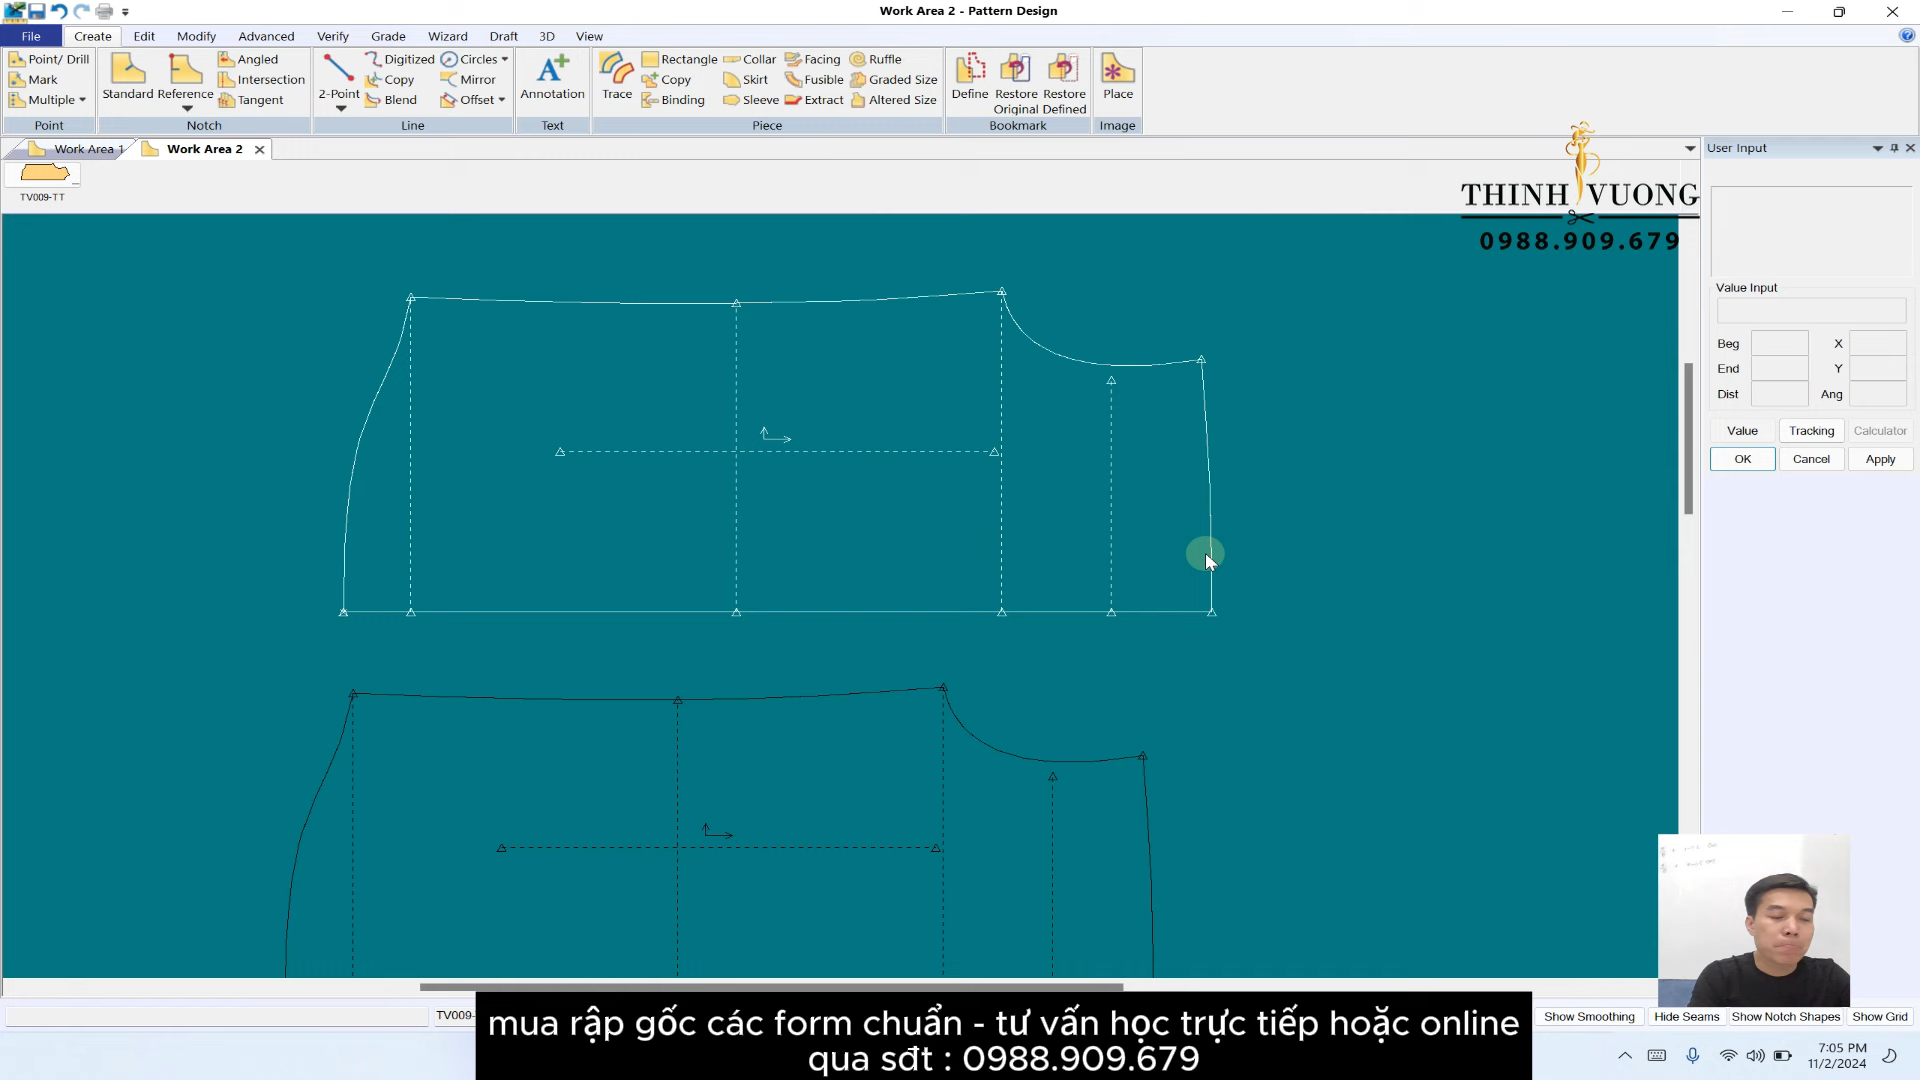 Work Area 2 - Pattern Design
File Create Edit Modify Advanced Verify Grade Wizard Draft 3D View
Point/ Drill
Mark
Multiple
Point
Standard
Reference
Angled
Intersection
Tangent
Notch
2-Point
Digitized
Copy
Blend
Circles
Mirror
Offset
Line
Annotation
Text
Trace
Rectangle
Copy
Binding
Collar
Skirt
Sleeve
Facing
Fusible
Extract
Ruffle
Graded Size
Altered Size
Piece
Define
Restore Original
Restore Defined
Bookmark
Place
Image
Work Area 1
Work Area 2
TV009-TT
THINH VUONG
0988.909.679
User Input
Value Input
Beg X
End Y
Dist Ang
Value Tracking Calculator
OK Cancel Apply
TV009-
Show Smoothing Hide Seams Show Notch Shapes Show Grid
mua rập gốc các form chuẩn - tư vấn học trực tiếp hoặc online
qua sđt : 0988.909.679
7:05 PM
11/2/2024